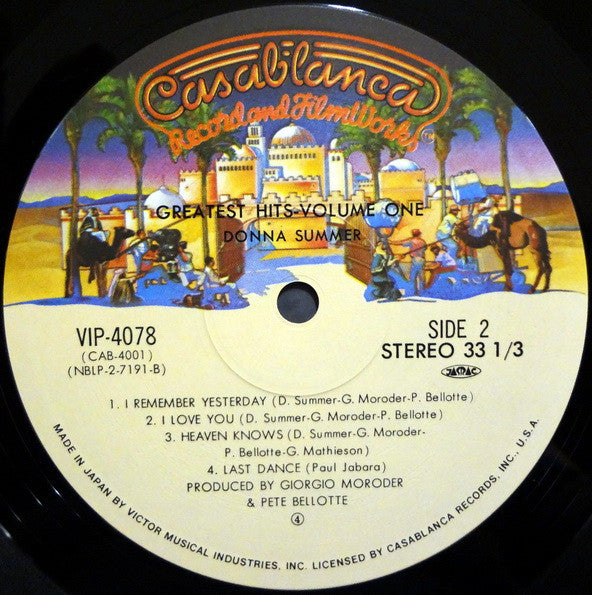 Casablanca
Record and FilmWorks™
GREATEST HITS-VOLUME ONE
DONNA SUMMER
VIP-4078
(CAB-4001)
(NBLP-2-7191-B)
SIDE 2
STEREO 33 1/3
JASRAC
1. I REMEMBER YESTERDAY (D. Summer-G. Moroder-P. Bellotte)
2. I LOVE YOU (D. Summer-G. Moroder-P. Bellotte)
3. HEAVEN KNOWS (D. Summer-G. Moroder-
P. Bellotte-G. Mathieson)
4. LAST DANCE (Paul Jabara)
PRODUCED BY GIORGIO MORODER
& PETE BELLOTTE
④
MADE IN JAPAN BY VICTOR MUSICAL INDUSTRIES, INC. LICENSED BY CASABLANCA RECORDS, INC., U.S.A.